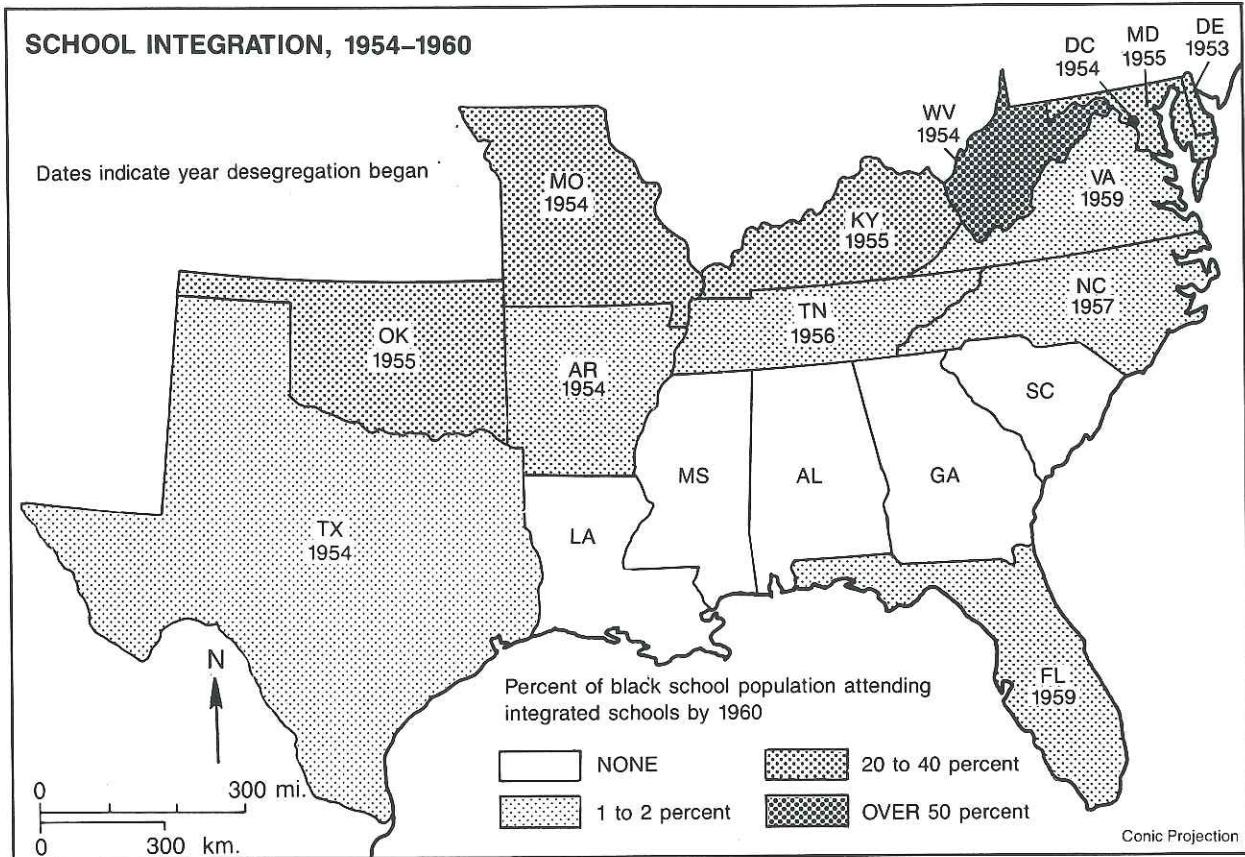 SCHOOL INTEGRATION, 1954–1960
Dates indicate year desegregation began
DE
1953
MD
1955
DC
1954
WV
1954
MO
1954
VA
1959
KY
1955
NC
1957
TN
1956
OK
1955
AR
1954
SC
MS
AL
GA
LA
TX
1954
FL
1959
N
0 300 mi.
0 300 km.
Percent of black school population attending
integrated schools by 1960
NONE
20 to 40 percent
1 to 2 percent
OVER 50 percent
Conic Projection